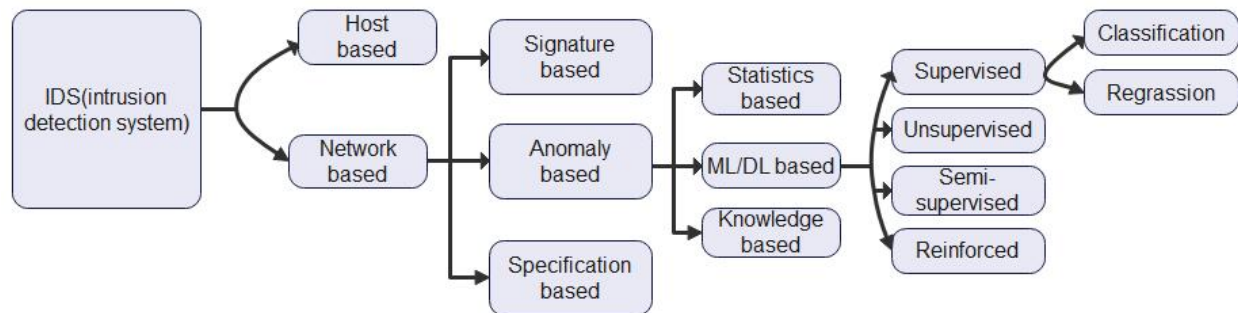 IDS(intrusion
detection system)
Host
based
Network
based
Signature
based
Anomaly
based
Specification
based
Statistics
based
ML/DL based
Knowledge
based
Supervised
Unsupervised
Semi-
supervised
Reinforced
Classification
Regrassion